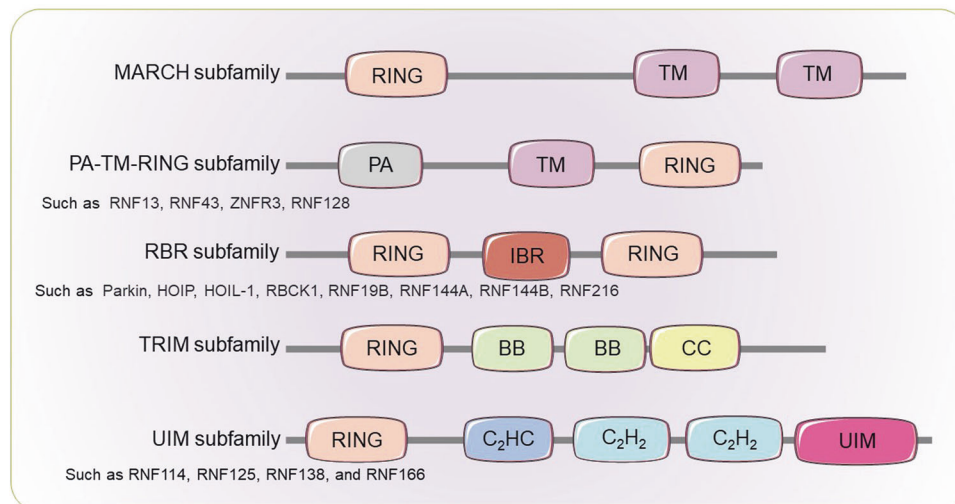 MARCH subfamily RING TM TM
PA-TM-RING subfamily PA TM RING
Such as RNF13, RNF43, ZNFR3, RNF128
RBR subfamily RING IBR RING
Such as Parkin, HOIP, HOIL-1, RBCK1, RNF19B, RNF144A, RNF144B, RNF216
TRIM subfamily RING BB BB CC
UIM subfamily RING C₂HC C₂H₂ C₂H₂ UIM
Such as RNF114, RNF125, RNF138, and RNF166